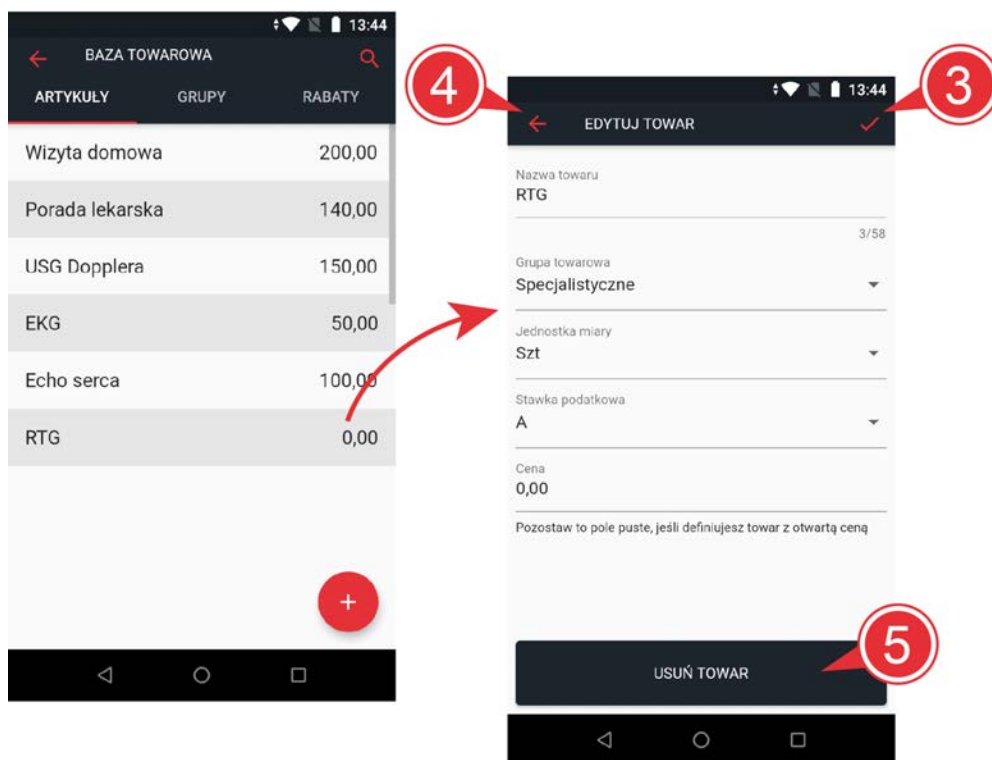 13:44
BAZA TOWAROWA
ARTYKUŁY GRUPY RABATY
Wizyta domowa 200,00
Porada lekarska 140,00
USG Dopplera 150,00
EKG 50,00
Echo serca 100,00
RTG 0,00
+
4
3
13:44
EDYTUJ TOWAR
Nazwa towaru
RTG
3/58
Grupa towarowa
Specjalistyczne
Jednostka miary
Szt
Stawka podatkowa
A
Cena
0,00
Pozostaw to pole puste, jeśli definiujesz towar z otwartą ceną
5
USUŃ TOWAR